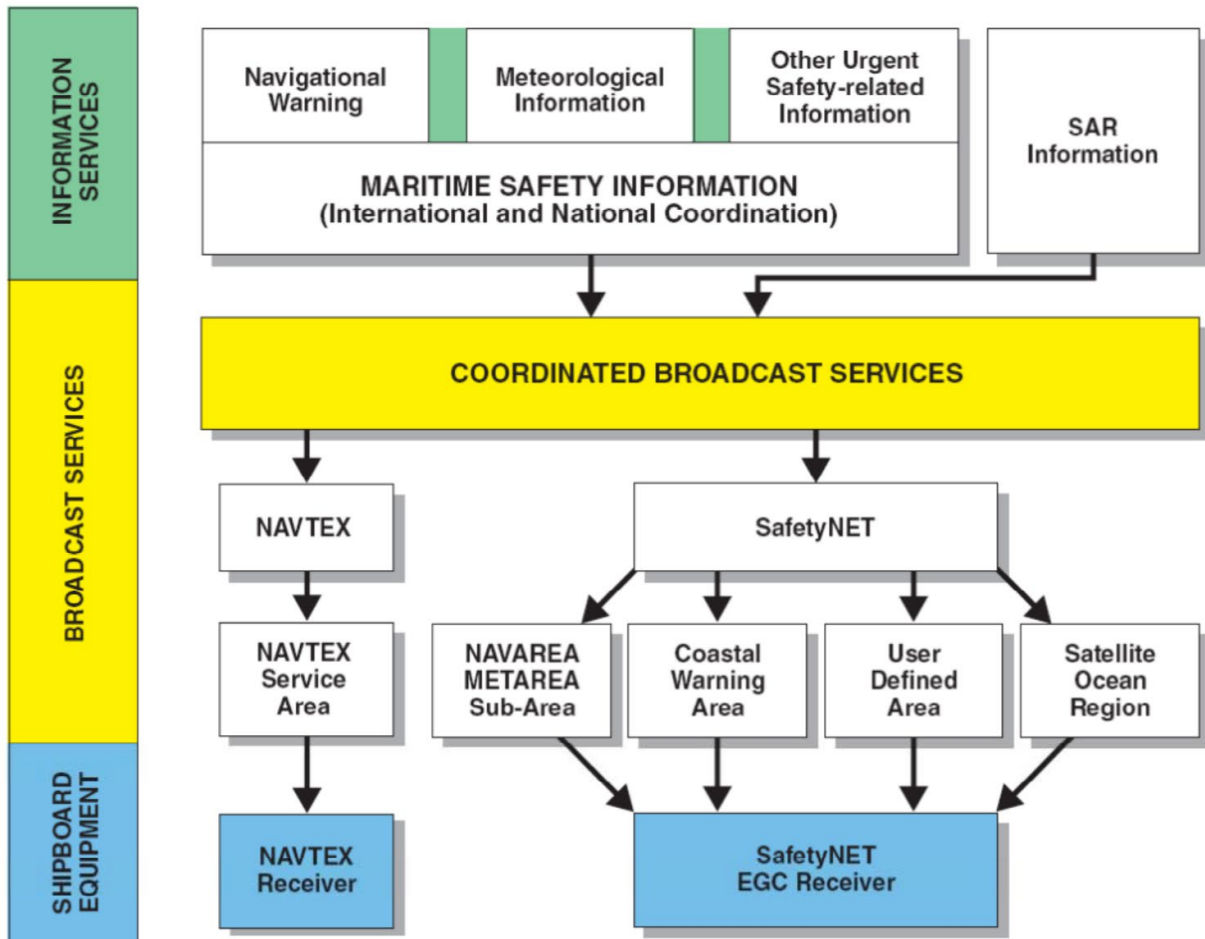 INFORMATION
SERVICES
Navigational
Warning
Meteorological
Information
Other Urgent
Safety-related
Information
SAR
Information
MARITIME SAFETY INFORMATION
(International and National Coordination)
BROADCAST SERVICES
COORDINATED BROADCAST SERVICES
NAVTEX
SafetyNET
NAVTEX
Service
Area
NAVAREA
METAREA
Sub-Area
Coastal
Warning
Area
User
Defined
Area
Satellite
Ocean
Region
SHIPBOARD
EQUIPMENT
NAVTEX
Receiver
SafetyNET
EGC Receiver